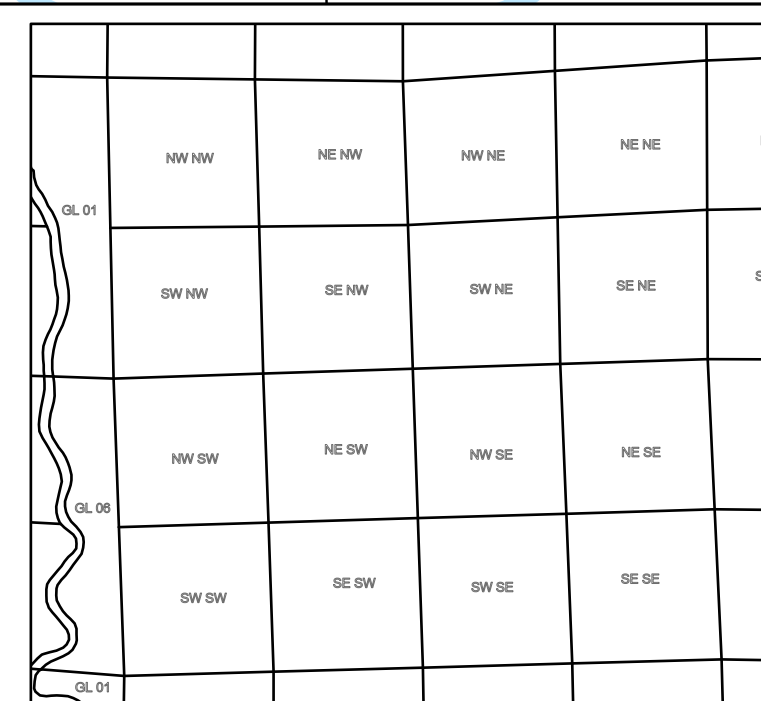 NW NW
NE NW
NW NE
NE NE
GL 01
SW NW
SE NW
SW NE
SE NE
NW SW
NE SW
NW SE
NE SE
GL 06
SW SW
SE SW
SW SE
SE SE
GL 01